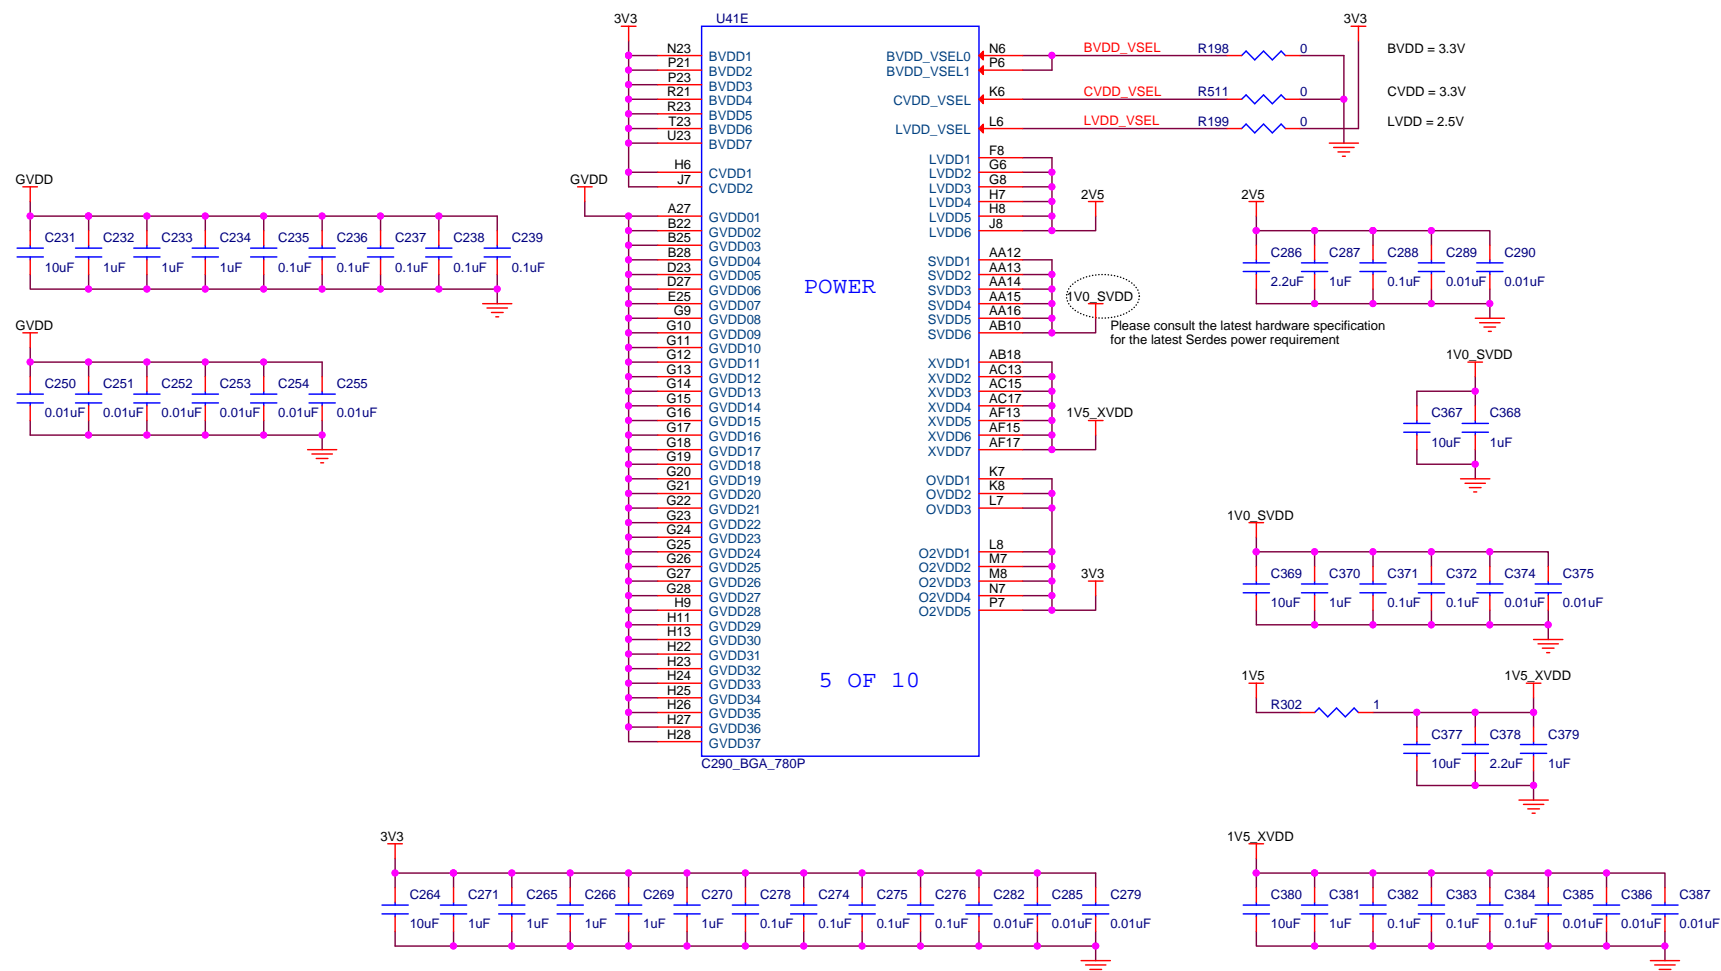 3V3
U41E
N23 BVDD1
P21 BVDD2
P23 BVDD3
R21 BVDD4
R23 BVDD5
T23 BVDD6
U23 BVDD7
H6 CVDD1
J7 CVDD2
GVDD
A27 GVDD01
B22 GVDD02
B25 GVDD03
B28 GVDD04
D23 GVDD05
D27 GVDD06
E25 GVDD07
G9 GVDD08
G10 GVDD09
G11 GVDD10
G12 GVDD11
G13 GVDD12
G14 GVDD13
G15 GVDD14
G16 GVDD15
G17 GVDD16
G18 GVDD17
G19 GVDD18
G20 GVDD19
G21 GVDD20
G22 GVDD21
G23 GVDD22
G24 GVDD23
G25 GVDD24
G26 GVDD25
G27 GVDD26
G28 GVDD27
H9 GVDD28
H11 GVDD29
H13 GVDD30
H22 GVDD31
H23 GVDD32
H24 GVDD33
H25 GVDD34
H26 GVDD35
H27 GVDD36
H28 GVDD37
POWER
5 OF 10
C290_BGA_780P
BVDD_VSEL0 N6 BVDD_VSEL R198 0
BVDD_VSEL1 P6
CVDD_VSEL K6 CVDD_VSEL R511 0
LVDD_VSEL L6 LVDD_VSEL R199 0
3V3
BVDD = 3.3V
CVDD = 3.3V
LVDD = 2.5V
LVDD1 F8
LVDD2 G6
LVDD3 G8
LVDD4 H7
LVDD5 H8
LVDD6 J8
2V5
SVDD1 AA12
SVDD2 AA13
SVDD3 AA14
SVDD4 AA15
SVDD5 AA16
SVDD6 AB10
1V0_SVDD
Please consult the latest hardware specification
for the latest Serdes power requirement
XVDD1 AB18
XVDD2 AC13
XVDD3 AC15
XVDD4 AC17
XVDD5 AF13
XVDD6 AF15
XVDD7 AF17
1V5_XVDD
OVDD1 K7
OVDD2 K8
OVDD3 L7
O2VDD1 L8
O2VDD2 M7
O2VDD3 M8
O2VDD4 N7
O2VDD5 P7
3V3
GVDD
C231 C232 C233 C234 C235 C236 C237 C238 C239
10uF 1uF 1uF 1uF 0.1uF 0.1uF 0.1uF 0.1uF 0.1uF
GVDD
C250 C251 C252 C253 C254 C255
0.01uF 0.01uF 0.01uF 0.01uF 0.01uF 0.01uF
2V5
C286 C287 C288 C289 C290
2.2uF 1uF 0.1uF 0.01uF 0.01uF
1V0_SVDD
C367 C368
10uF 1uF
1V0_SVDD
C369 C370 C371 C372 C374 C375
10uF 1uF 0.1uF 0.1uF 0.01uF 0.01uF
1V5 1V5_XVDD
R302 1
C377 C378 C379
10uF 2.2uF 1uF
3V3
C264 C271 C265 C266 C269 C270 C278 C274 C275 C276 C282 C285 C279
10uF 1uF 1uF 1uF 1uF 1uF 0.1uF 0.1uF 0.1uF 0.1uF 0.01uF 0.01uF 0.01uF
1V5_XVDD
C380 C381 C382 C383 C384 C385 C386 C387
10uF 1uF 0.1uF 0.1uF 0.1uF 0.01uF 0.01uF 0.01uF